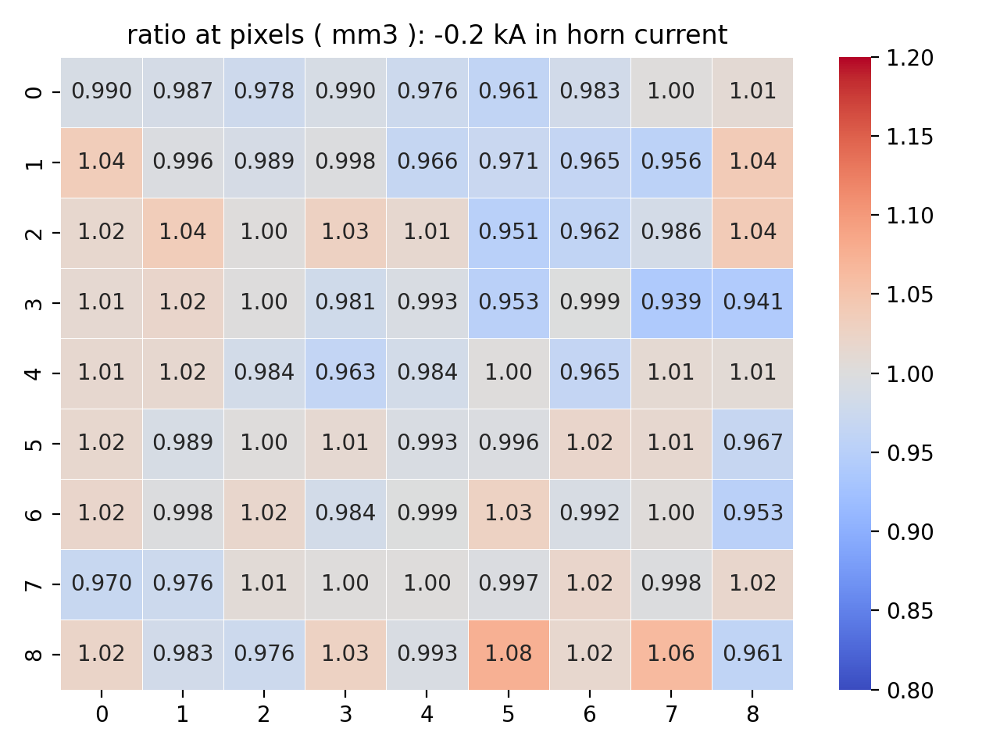 ratio at pixels ( mm3 ): -0.2 kA in horn current
0 0.990 0.987 0.978 0.990 0.976 0.961 0.983 1.00 1.01
1 1.04 0.996 0.989 0.998 0.966 0.971 0.965 0.956 1.04
2 1.02 1.04 1.00 1.03 1.01 0.951 0.962 0.986 1.04
3 1.01 1.02 1.00 0.981 0.993 0.953 0.999 0.939 0.941
4 1.01 1.02 0.984 0.963 0.984 1.00 0.965 1.01 1.01
5 1.02 0.989 1.00 1.01 0.993 0.996 1.02 1.01 0.967
6 1.02 0.998 1.02 0.984 0.999 1.03 0.992 1.00 0.953
7 0.970 0.976 1.01 1.00 1.00 0.997 1.02 0.998 1.02
8 1.02 0.983 0.976 1.03 0.993 1.08 1.02 1.06 0.961
0 1 2 3 4 5 6 7 8
1.20
1.15
1.10
1.05
1.00
0.95
0.90
0.85
0.80